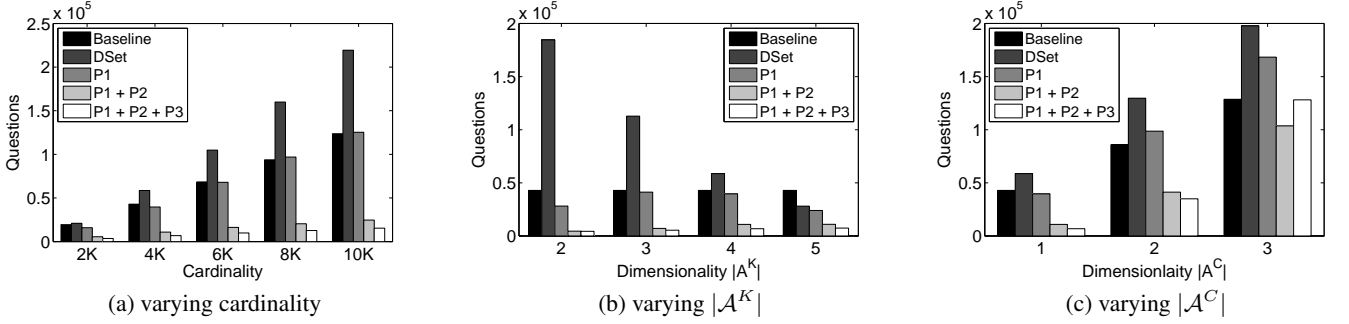 x 10^5
2.5
2
1.5
1
0.5
0
Questions
Baseline
DSet
P1
P1 + P2
P1 + P2 + P3
2K 4K 6K 8K 10K
Cardinality
(a) varying cardinality
x 10^5
2
1.5
1
0.5
0
Questions
Baseline
DSet
P1
P1 + P2
P1 + P2 + P3
2 3 4 5
Dimensionality |A^K|
(b) varying |𝒜^K|
x 10^5
2
1.5
1
0.5
0
Questions
Baseline
DSet
P1
P1 + P2
P1 + P2 + P3
1 2 3
Dimensionlaity |A^C|
(c) varying |𝒜^C|